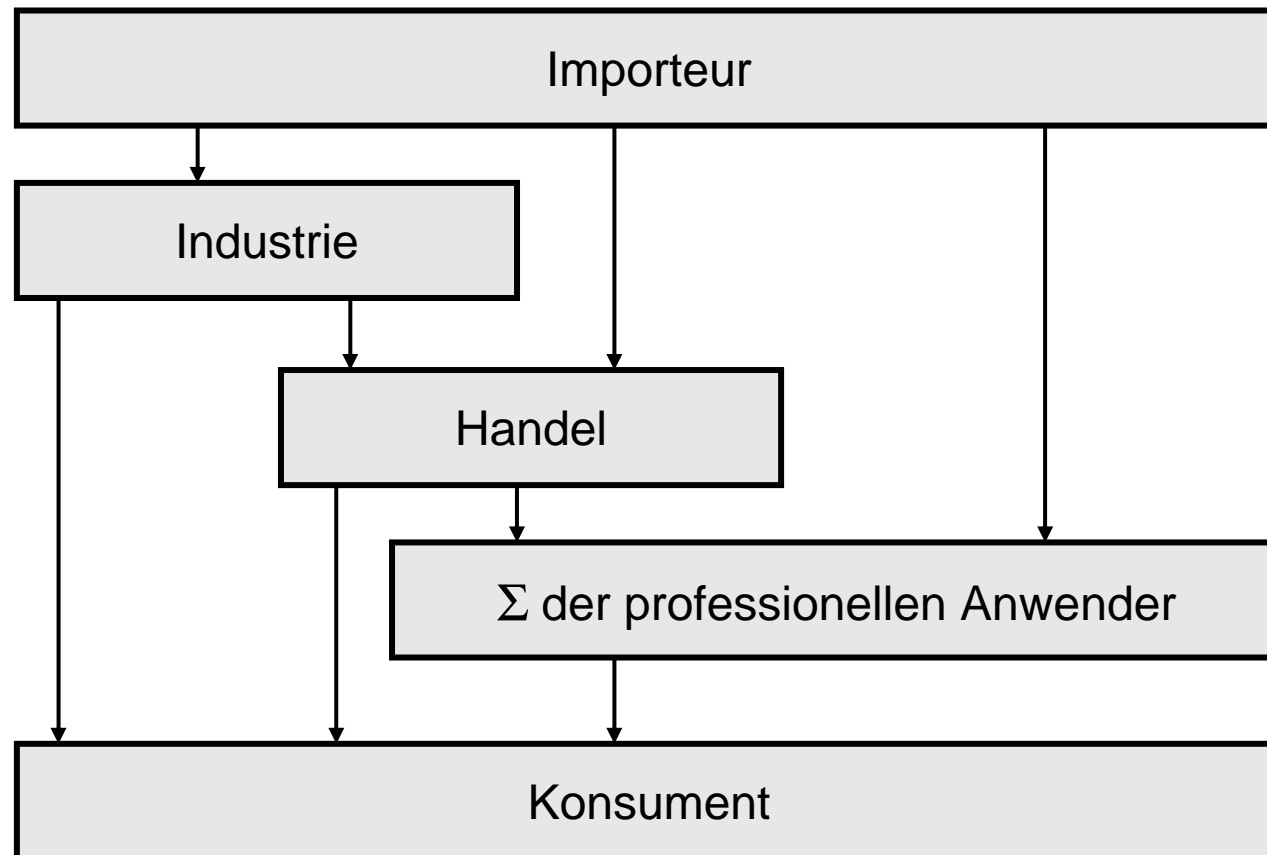 Importeur
Industrie
Handel
Σ der professionellen Anwender
Konsument